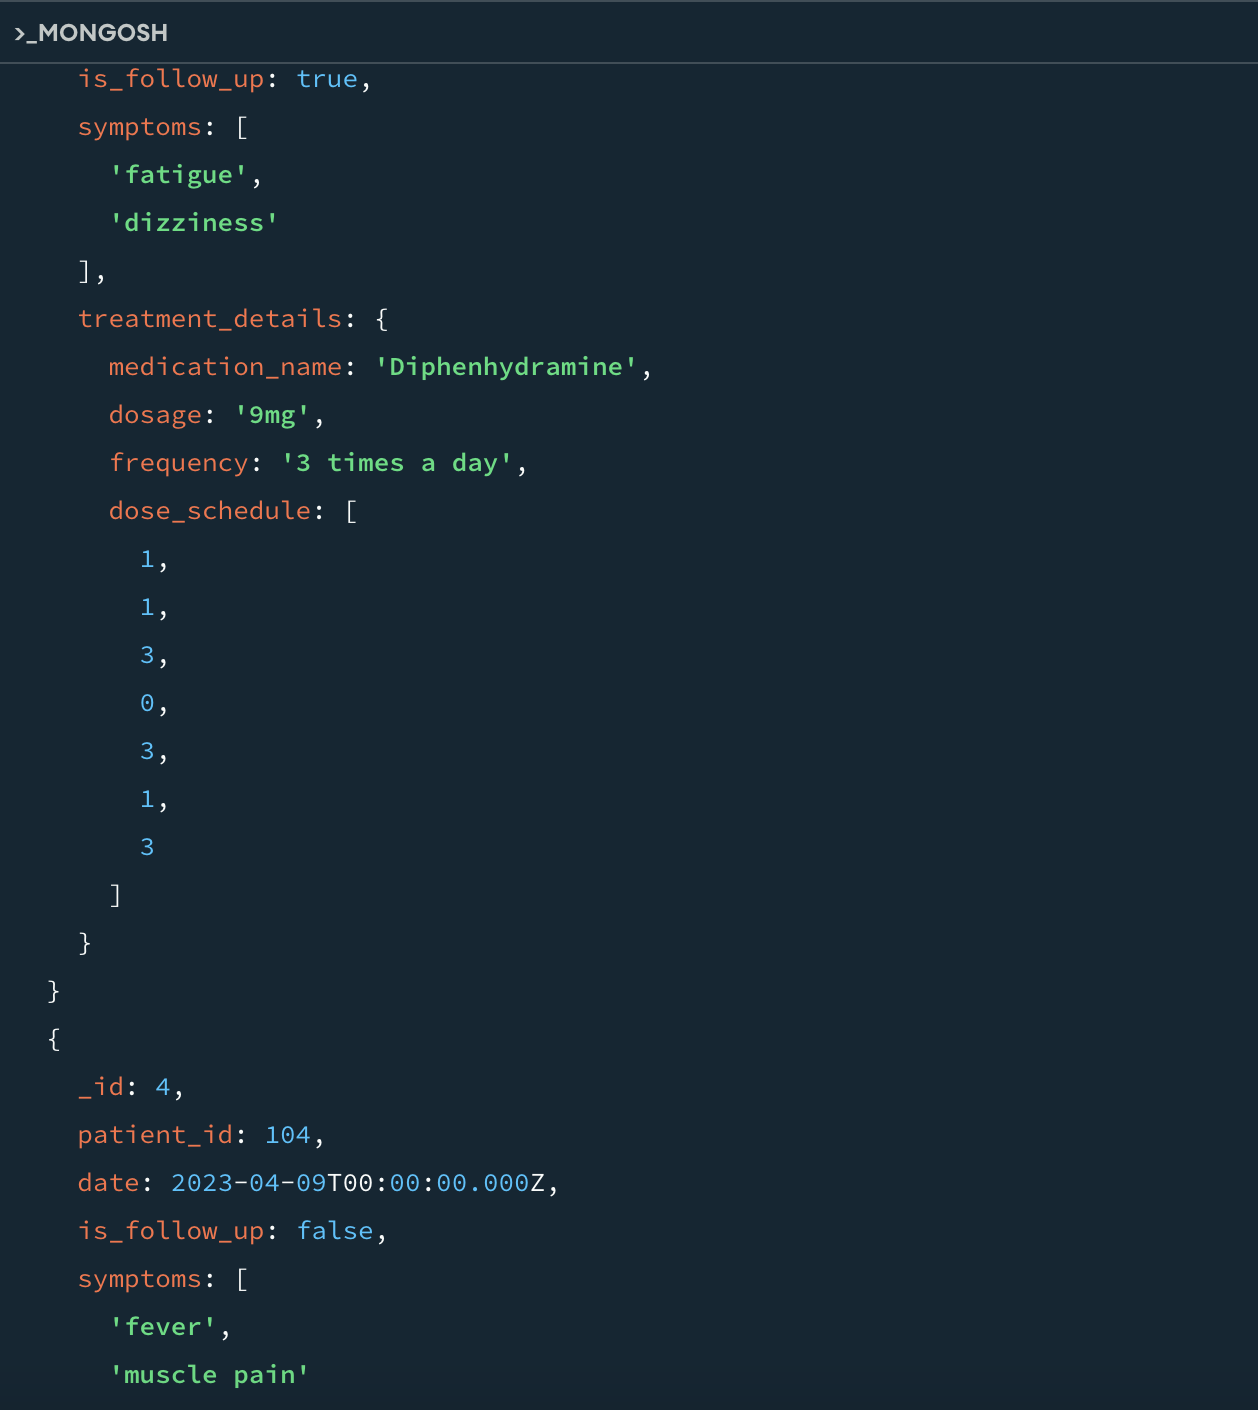 >_MONGOSH
is_follow_up: true,
symptoms: [
'fatigue',
'dizziness'
],
treatment_details: {
medication_name: 'Diphenhydramine',
dosage: '9mg',
frequency: '3 times a day',
dose_schedule: [
1,
1,
3,
0,
3,
1,
3
]
}
}
{
_id: 4,
patient_id: 104,
date: 2023-04-09T00:00:00.000Z,
is_follow_up: false,
symptoms: [
'fever',
'muscle pain'